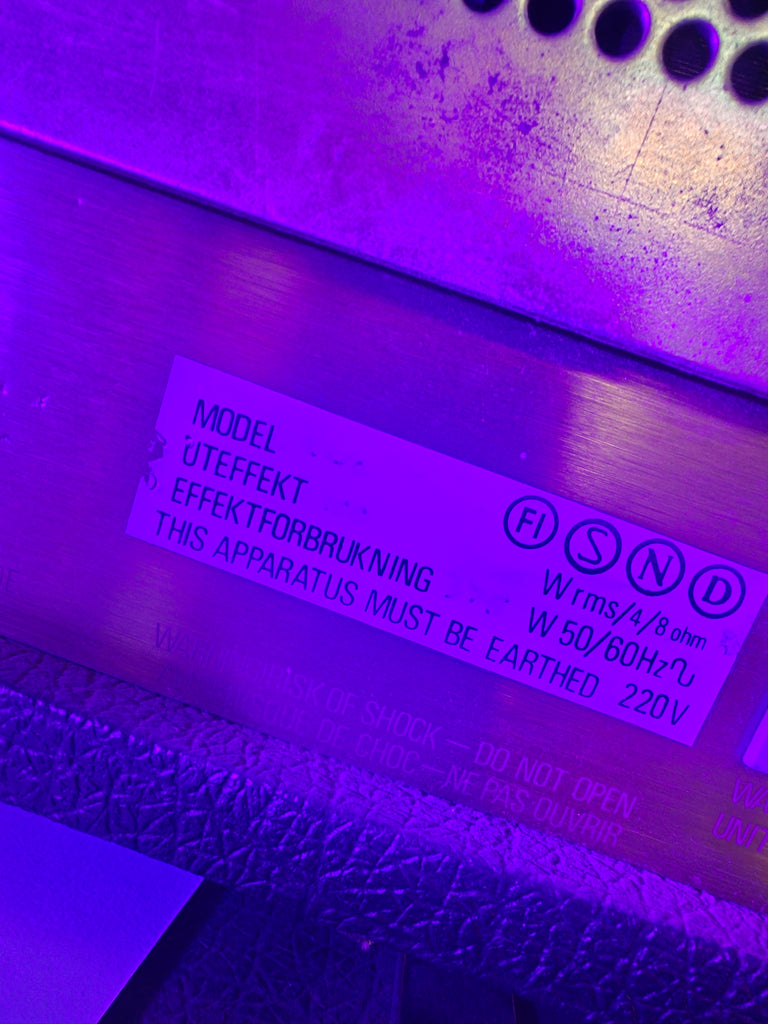 MODEL
UTEFFEKT
EFFEKTFORBRUKNING
THIS APPARATUS MUST BE EARTHED 220V
FI S N D
W rms/4/8 ohm
W 50/60Hz
RISK OF SHOCK — DO NOT OPEN
DE CHOC — NE PAS OUVRIR